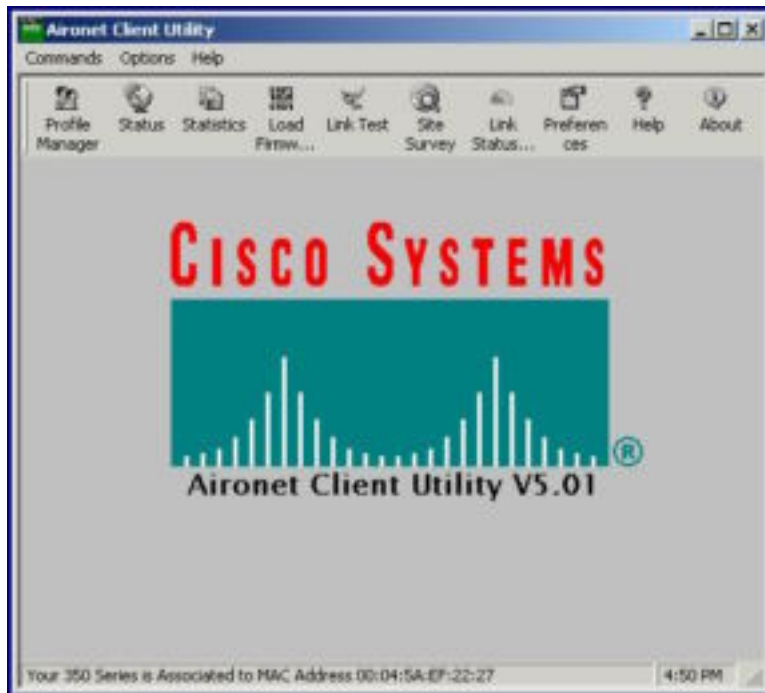 Aironet Client Utility
Commands Options Help
Profile Manager Status Statistics Load Firmw... Link Test Site Survey Link Status... Preferen ces Help About
CISCO SYSTEMS
®
Aironet Client Utility V5.01
Your 350 Series is Associated to MAC Address 00:04:5A:EF:22:27 4:50 PM